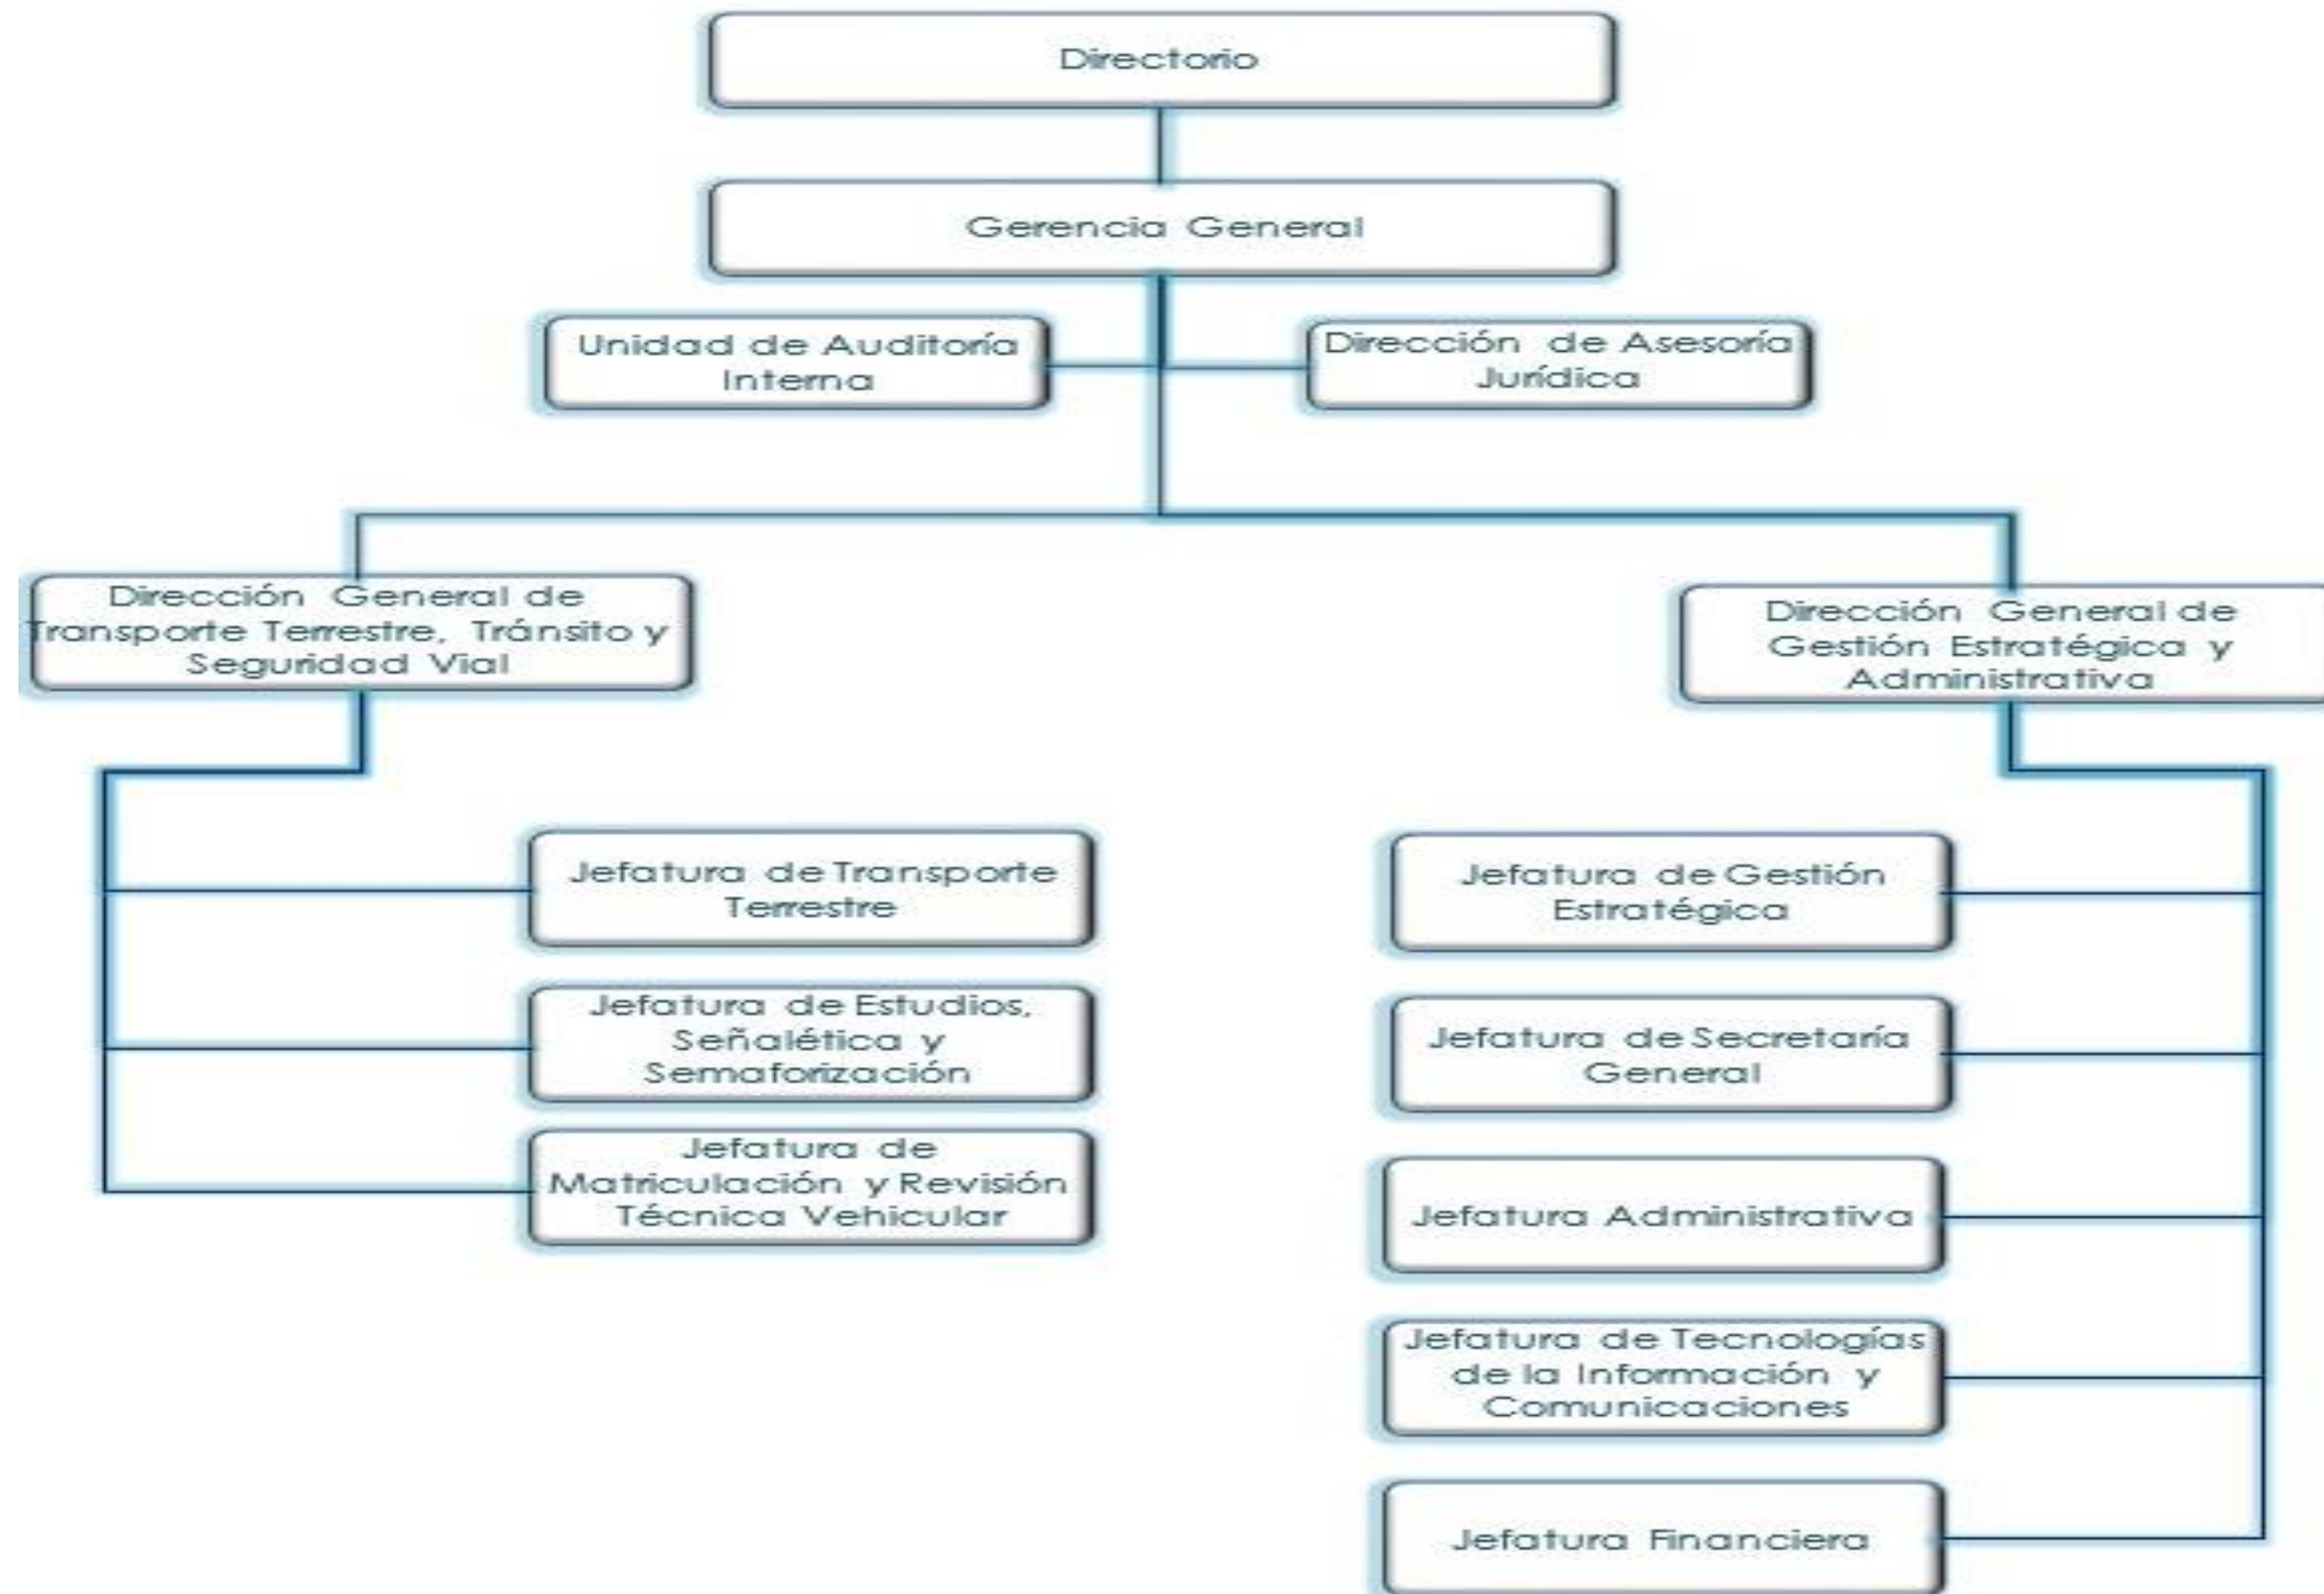 Directorio
Gerencia General
Unidad de Auditoría
Interna
Dirección de Asesoría
Jurídica
Dirección General de
Transporte Terrestre, Tránsito y
Seguridad Vial
Dirección General de
Gestión Estratégica y
Administrativa
Jefatura de Transporte
Terrestre
Jefatura de Estudios,
Señalética y
Semaforización
Jefatura de
Matriculación y Revisión
Técnica Vehicular
Jefatura de Gestión
Estratégica
Jefatura de Secretaría
General
Jefatura Administrativa
Jefatura de Tecnologías
de la Información y
Comunicaciones
Jefatura Financiera